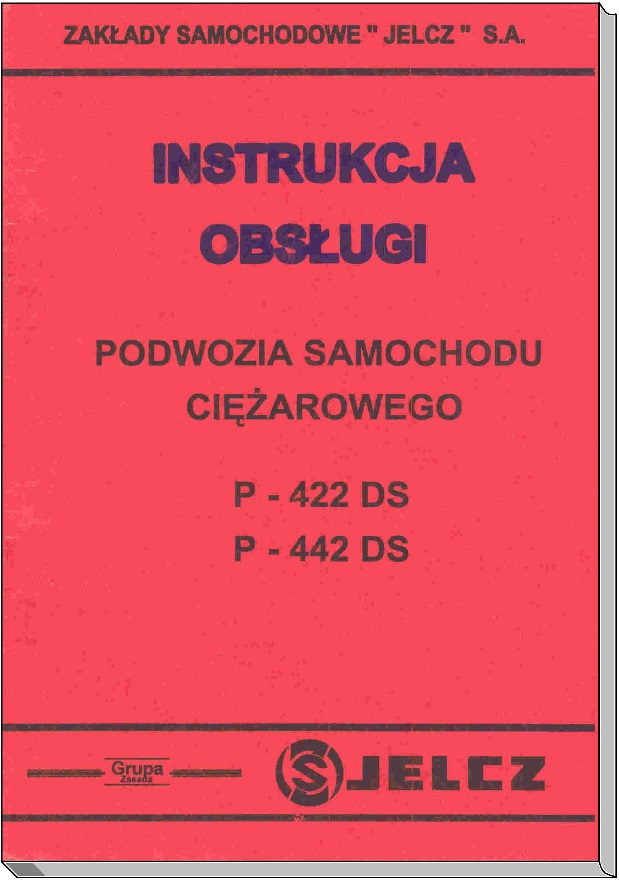 ZAKŁADY SAMOCHODOWE " JELCZ " S.A.
INSTRUKCJA
OBSŁUGI
PODWOZIA SAMOCHODU
CIĘŻAROWEGO
P - 422 DS
P - 442 DS
Grupa
Zasada
S JELCZ